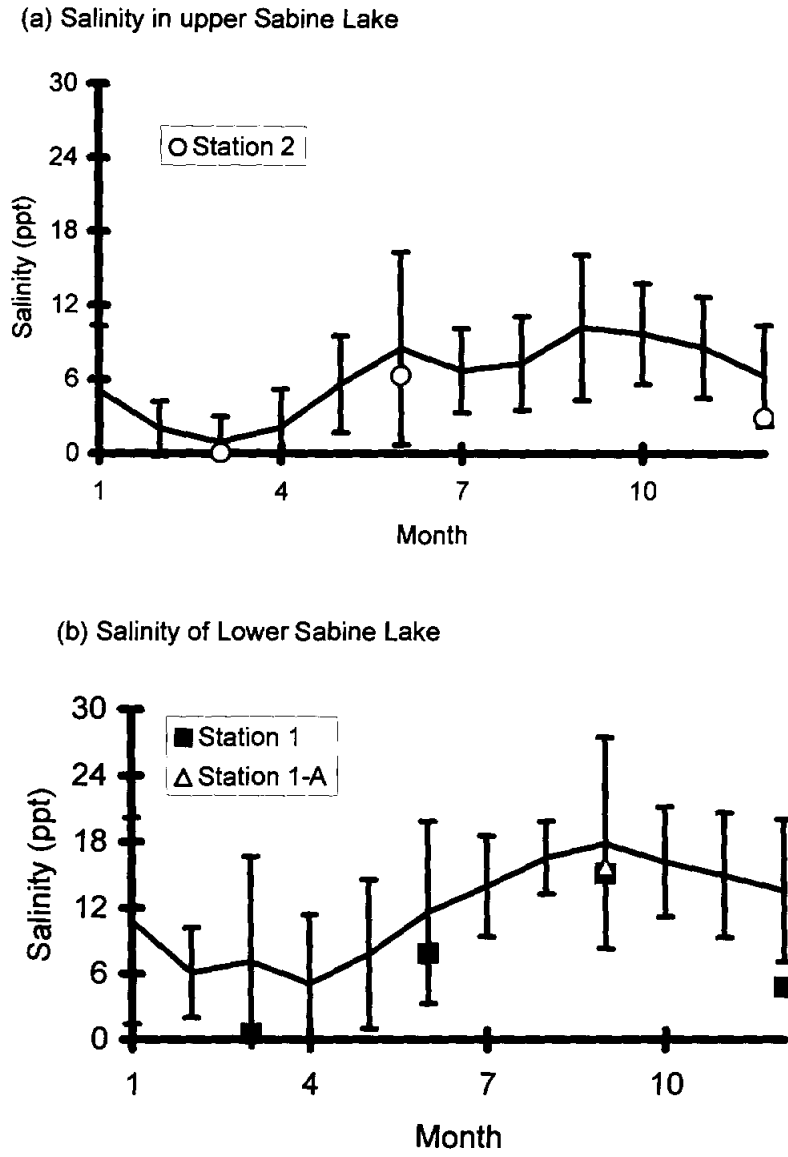 (a) Salinity in upper Sabine Lake
30
24
18
12
6
0
Salinity (ppt)
Station 2
1 4 7 10
Month
(b) Salinity of Lower Sabine Lake
30
24
18
12
6
0
Salinity (ppt)
Station 1
Station 1-A
1 4 7 10
Month